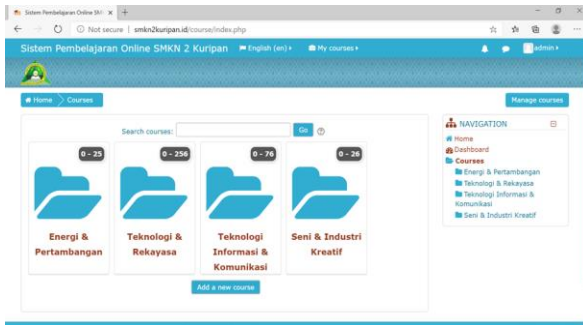 Sistem Pembelajaran Online SMK
Not secure | smkn2kuripan.id/course/index.php
Sistem Pembelajaran Online SMKN 2 Kuripan English (en) My courses admin
Home Courses Manage courses
Search courses: Go
0 - 25 0 - 256 0 - 76 0 - 26
Energi & Pertambangan
Teknologi & Rekayasa
Teknologi Informasi & Komunikasi
Seni & Industri Kreatif
Add a new course
NAVIGATION
Home
Dashboard
Courses
Energi & Pertambangan
Teknologi & Rekayasa
Teknologi Informasi &
Komunikasi
Seni & Industri Kreatif